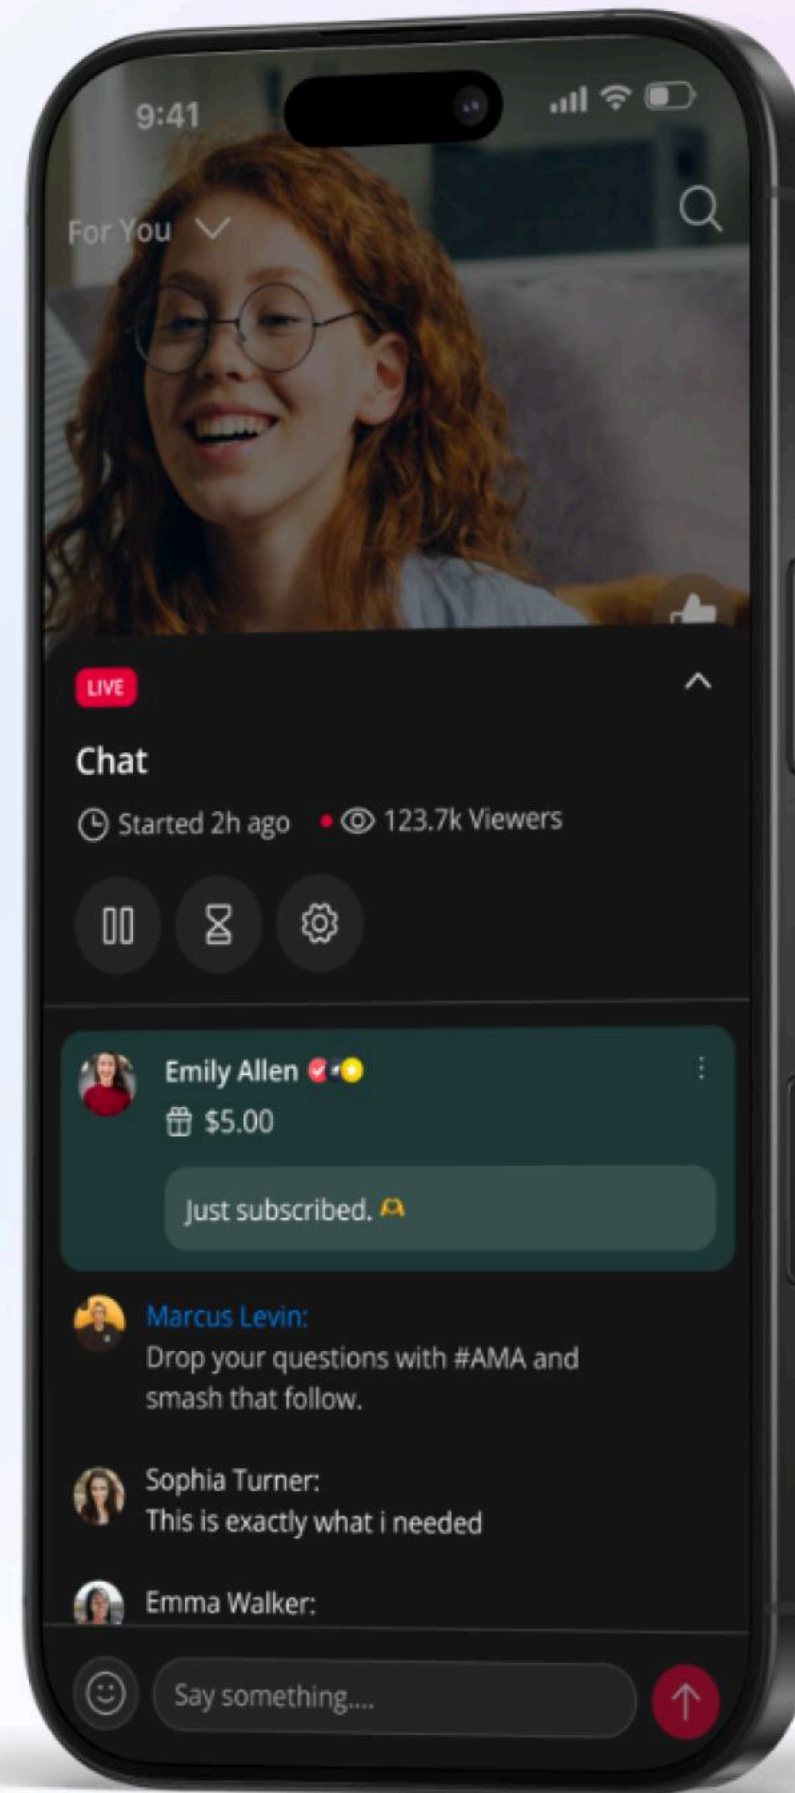 9:41
For You
LIVE
Chat
Started 2h ago • 123.7k Viewers
Emily Allen
$5.00
Just subscribed.
Marcus Levin:
Drop your questions with #AMA and
smash that follow.
Sophia Turner:
This is exactly what i needed
Emma Walker:
Say something....